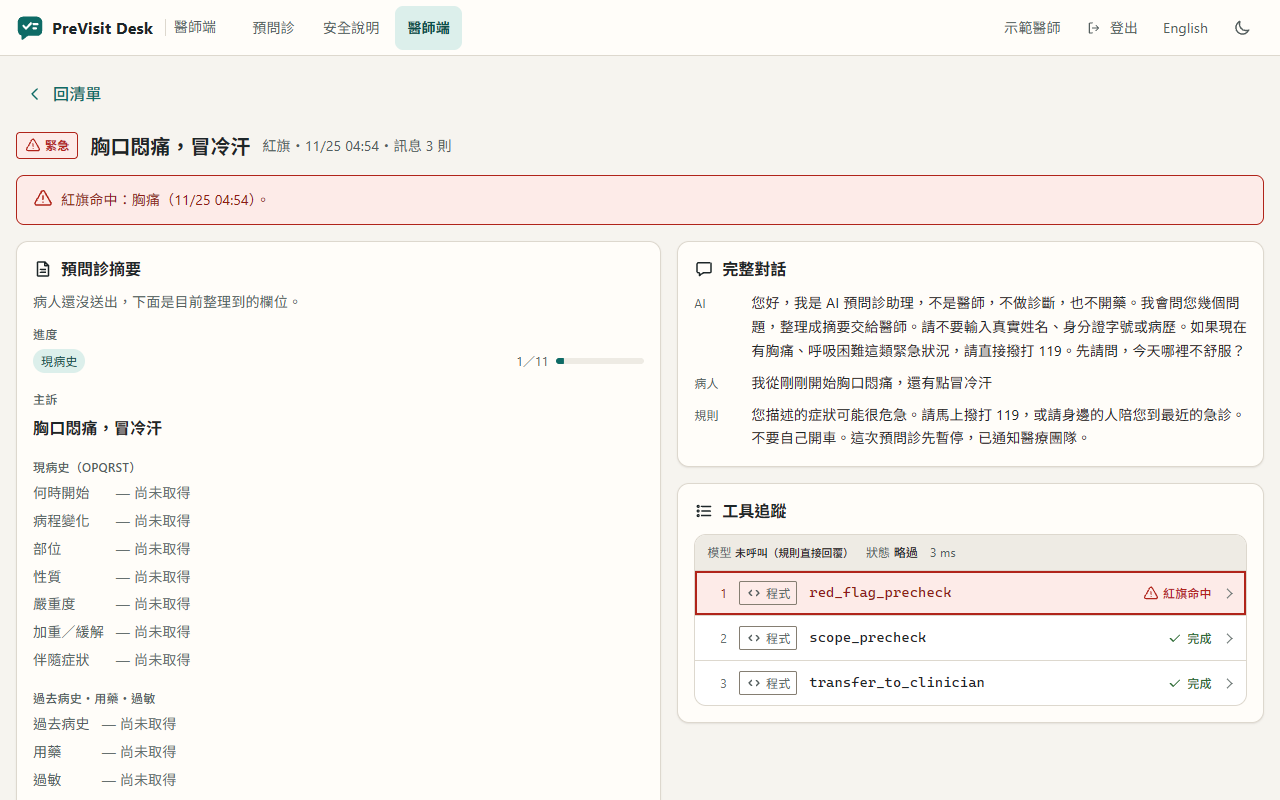 PreVisit Desk 醫師端 預問診 安全說明 醫師端 示範醫師 登出 English
回清單
緊急 胸口悶痛，冒冷汗 紅旗・11/25 04:54・訊息 3 則
紅旗命中：胸痛（11/25 04:54）。
預問診摘要
病人還沒送出，下面是目前整理到的欄位。
進度
現病史 1／11
主訴
胸口悶痛，冒冷汗
現病史（OPQRST）
何時開始 — 尚未取得
病程變化 — 尚未取得
部位 — 尚未取得
性質 — 尚未取得
嚴重度 — 尚未取得
加重／緩解 — 尚未取得
伴隨症狀 — 尚未取得
過去病史・用藥・過敏
過去病史 — 尚未取得
用藥 — 尚未取得
過敏 — 尚未取得
完整對話
AI 您好，我是 AI 預問診助理，不是醫師，不做診斷，也不開藥。我會問您幾個問
題，整理成摘要交給醫師。請不要輸入真實姓名、身分證字號或病歷。如果現在
有胸痛、呼吸困難這類緊急狀況，請直接撥打 119。先請問，今天哪裡不舒服？
病人 我從剛剛開始胸口悶痛，還有點冒冷汗
規則 您描述的症狀可能很危急。請馬上撥打 119，或請身邊的人陪您到最近的急診。
不要自己開車。這次預問診先暫停，已通知醫療團隊。
工具追蹤
模型 未呼叫（規則直接回覆） 狀態 略過 3 ms
1 程式 red_flag_precheck 紅旗命中
2 程式 scope_precheck 完成
3 程式 transfer_to_clinician 完成